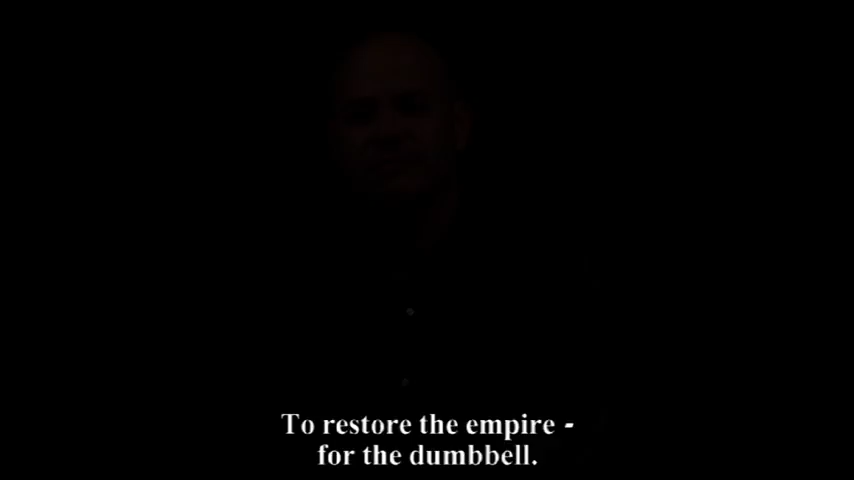 To restore the empire -
for the dumbbell.